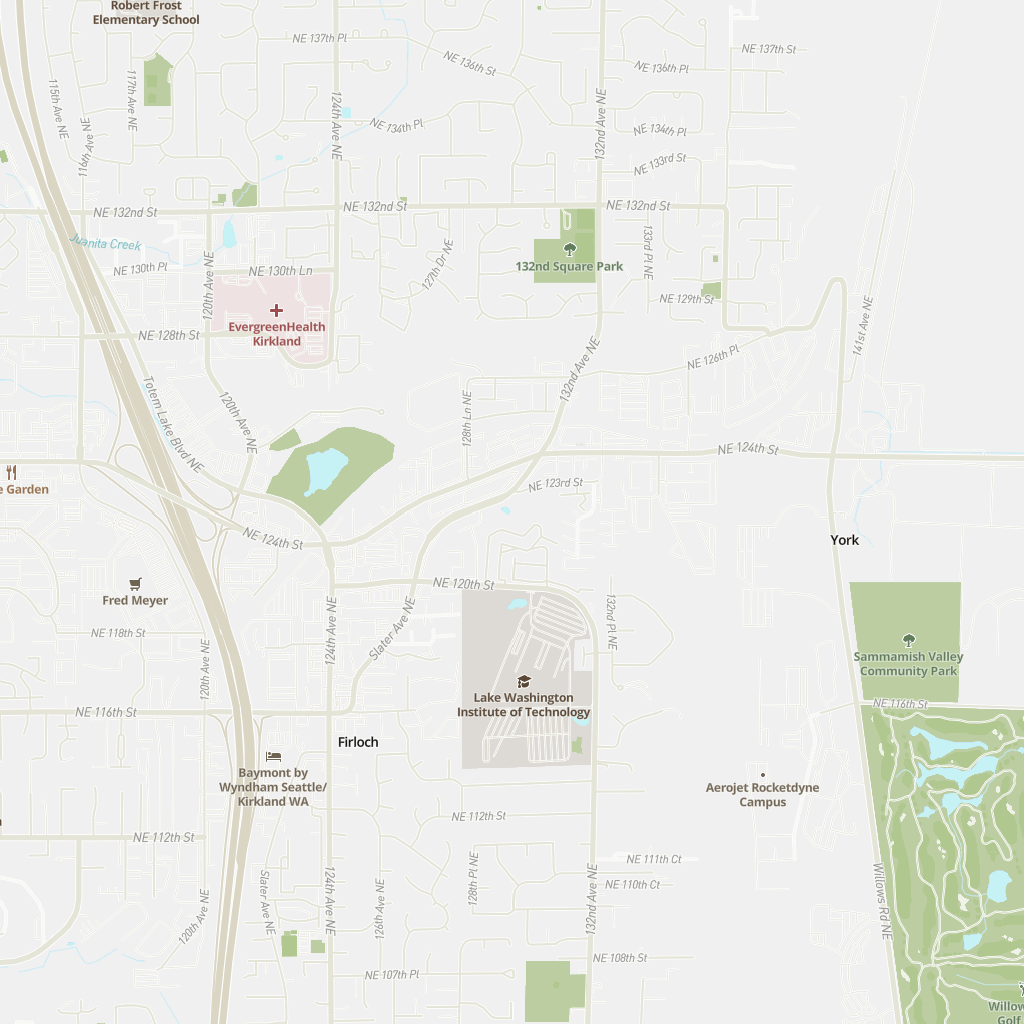 Robert Frost
Elementary School
NE 137th Pl
NE 136th St
NE 137th St
NE 136th Pl
115th Ave NE
117th Ave NE
116th Ave NE
124th Ave NE
NE 134th Pl
132nd Ave NE
NE 134th Pl
NE 133rd St
NE 132nd St
NE 132nd St
NE 132nd St
Juanita Creek
NE 130th Pl
120th Ave NE
NE 130th Ln
127th Dr NE
132nd Square Park
133rd Pl NE
NE 129th St
NE 128th St
EvergreenHealth
Kirkland
132nd Ave NE
NE 126th Pl
141st Ave NE
Totem Lake Blvd NE
120th Ave NE
128th Ln NE
NE 124th St
e Garden
NE 123rd St
NE 124th St
York
NE 120th St
Fred Meyer
124th Ave NE
Slater Ave NE
132nd Pl NE
NE 118th St
120th Ave NE
Sammamish Valley
Community Park
Lake Washington
Institute of Technology
NE 116th St
NE 116th St
Firloch
Baymont by
Wyndham Seattle/
Kirkland WA
Aerojet Rocketdyne
Campus
NE 112th St
NE 112th St
128th Pl NE
NE 111th Ct
NE 110th Ct
Slater Ave NE
124th Ave NE
126th Ave NE
120th Ave NE
132nd Ave NE
Willows Rd NE
NE 108th St
NE 107th Pl
Willow
Golf